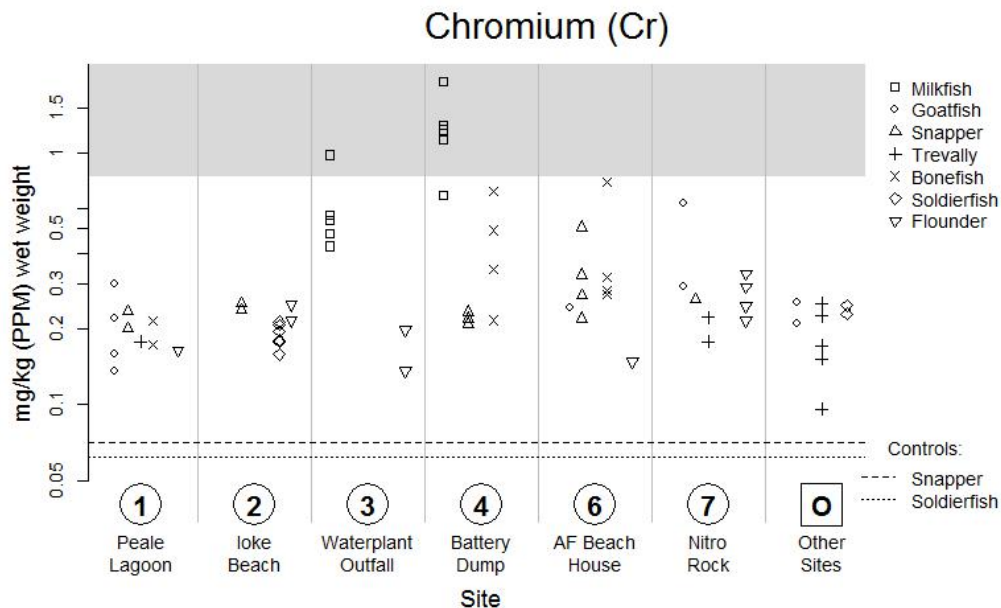 Chromium (Cr)
mg/kg (PPM) wet weight
1.5
1
0.5
0.3
0.2
0.1
0.05
Milkfish
Goatfish
Snapper
Trevally
Bonefish
Soldierfish
Flounder
Controls:
Snapper
Soldierfish
1
2
3
4
6
7
O
Peale
Lagoon
Ioke
Beach
Waterplant
Outfall
Battery
Dump
AF Beach
House
Nitro
Rock
Other
Sites
Site